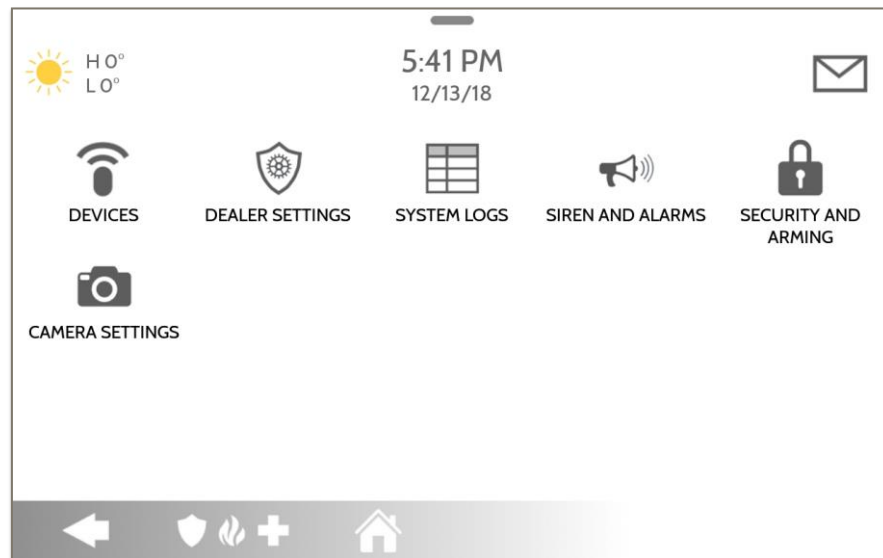 H 0°
L 0°
5:41 PM
12/13/18
DEVICES
DEALER SETTINGS
SYSTEM LOGS
SIREN AND ALARMS
SECURITY AND
ARMING
CAMERA SETTINGS